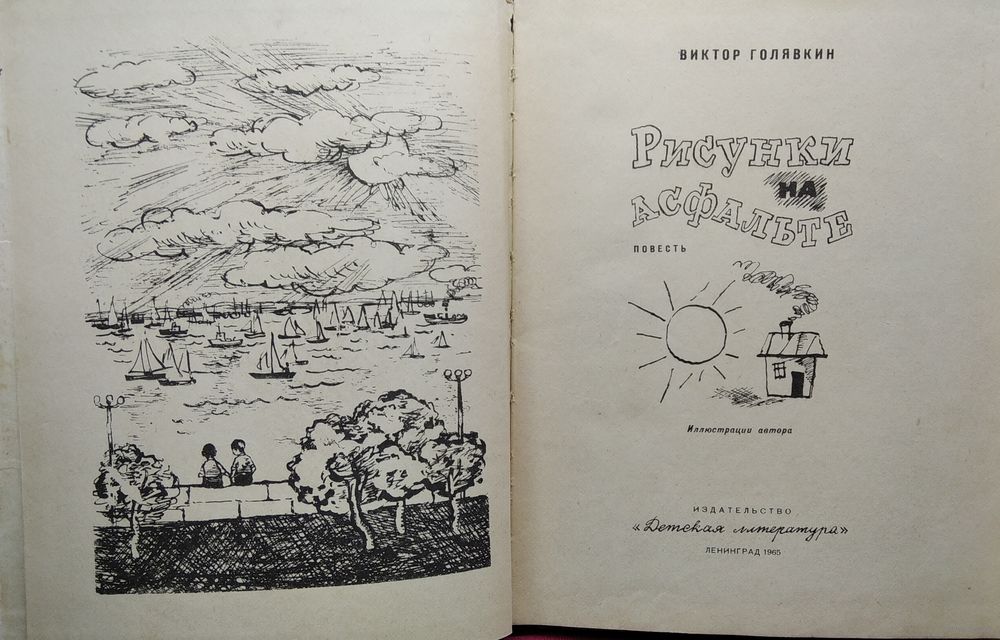 ВИКТОР ГОЛЯВКИН
Рисунки
на
асфальте
ПОВЕСТЬ
Иллюстрации автора
ИЗДАТЕЛЬСТВО
«Детская литература»
ЛЕНИНГРАД 1965